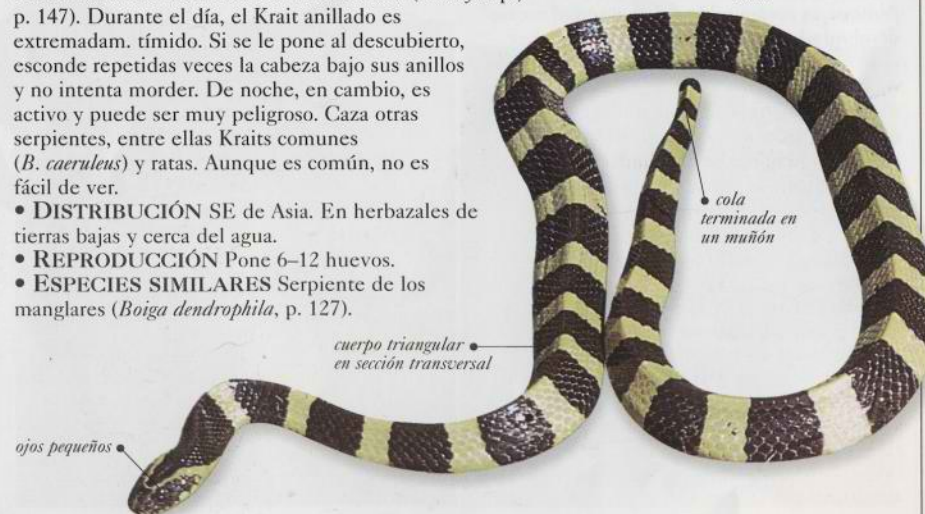 p. 147). Durante el día, el Krait anillado es
extremadam. tímido. Si se le pone al descubierto,
esconde repetidas veces la cabeza bajo sus anillos
y no intenta morder. De noche, en cambio, es
activo y puede ser muy peligroso. Caza otras
serpientes, entre ellas Kraits comunes
(B. caeruleus) y ratas. Aunque es común, no es
fácil de ver.
• DISTRIBUCIÓN SE de Asia. En herbazales de
tierras bajas y cerca del agua.
• REPRODUCCIÓN Pone 6–12 huevos.
• ESPECIES SIMILARES Serpiente de los
manglares (Boiga dendrophila, p. 127).
cola
terminada en
un muñón
cuerpo triangular
en sección transversal
ojos pequeños